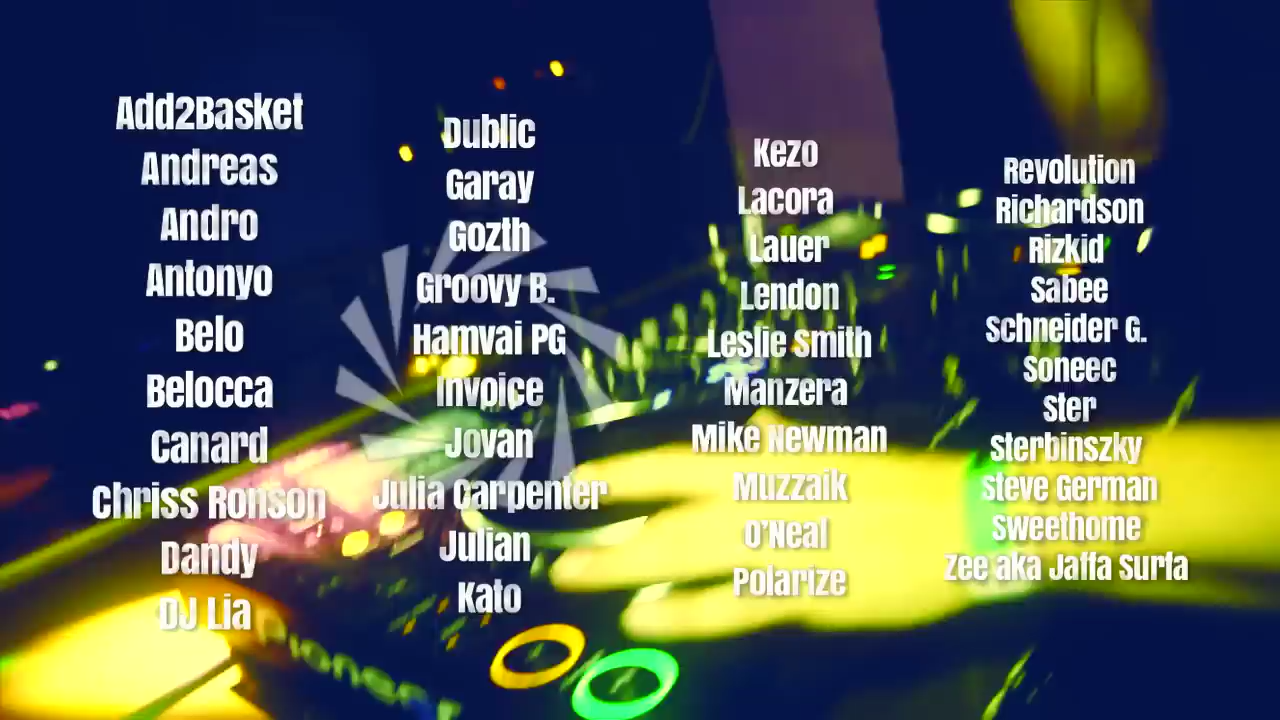 Add2Basket
Andreas
Andro
Antonyo
Belo
Belocca
Canard
Chriss Ronson
Dandy
DJ Lia
Dublic
Garay
Gozth
Groovy B.
Hamvai PG
Invoice
Jovan
Julia Carpenter
Julian
Kato
Kezo
Lacora
Lauer
Lendon
Leslie Smith
Manzera
Mike Newman
Muzzaik
O'Neal
Polarize
Revolution
Richardson
Rizkid
Sabee
Schneider G.
Soneec
Ster
Sterbinszky
Steve German
Sweethome
Zee aka Jaffa Surfa
Pioneer